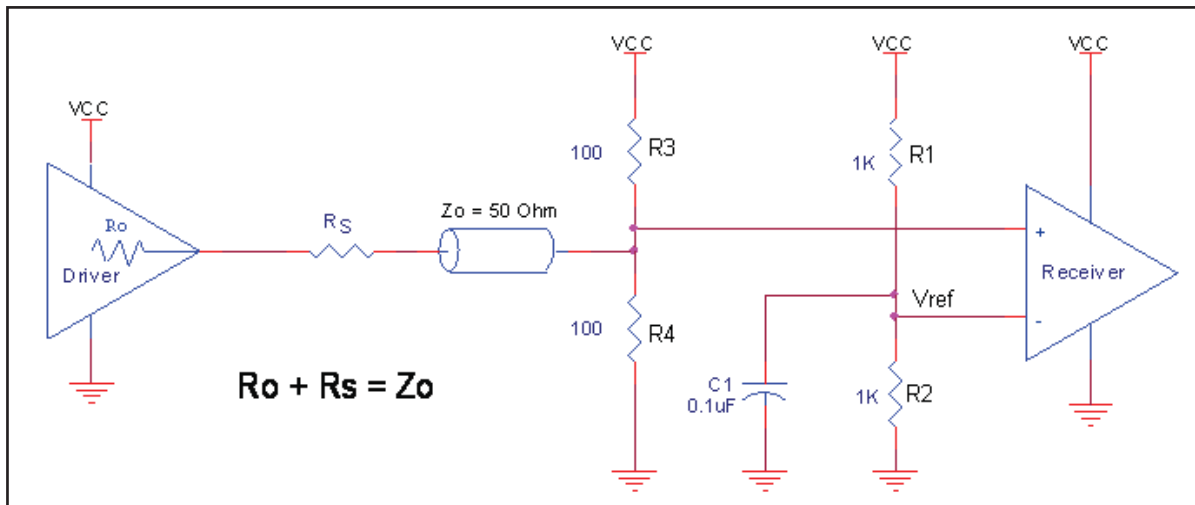 VCC
VCC
VCC
VCC
100
R3
1K
R1
Ro
Driver
RS
Zo = 50 Ohm
+
Receiver
Vref
-
100
R4
Ro + Rs = Zo
C1
0.1uF
1K
R2